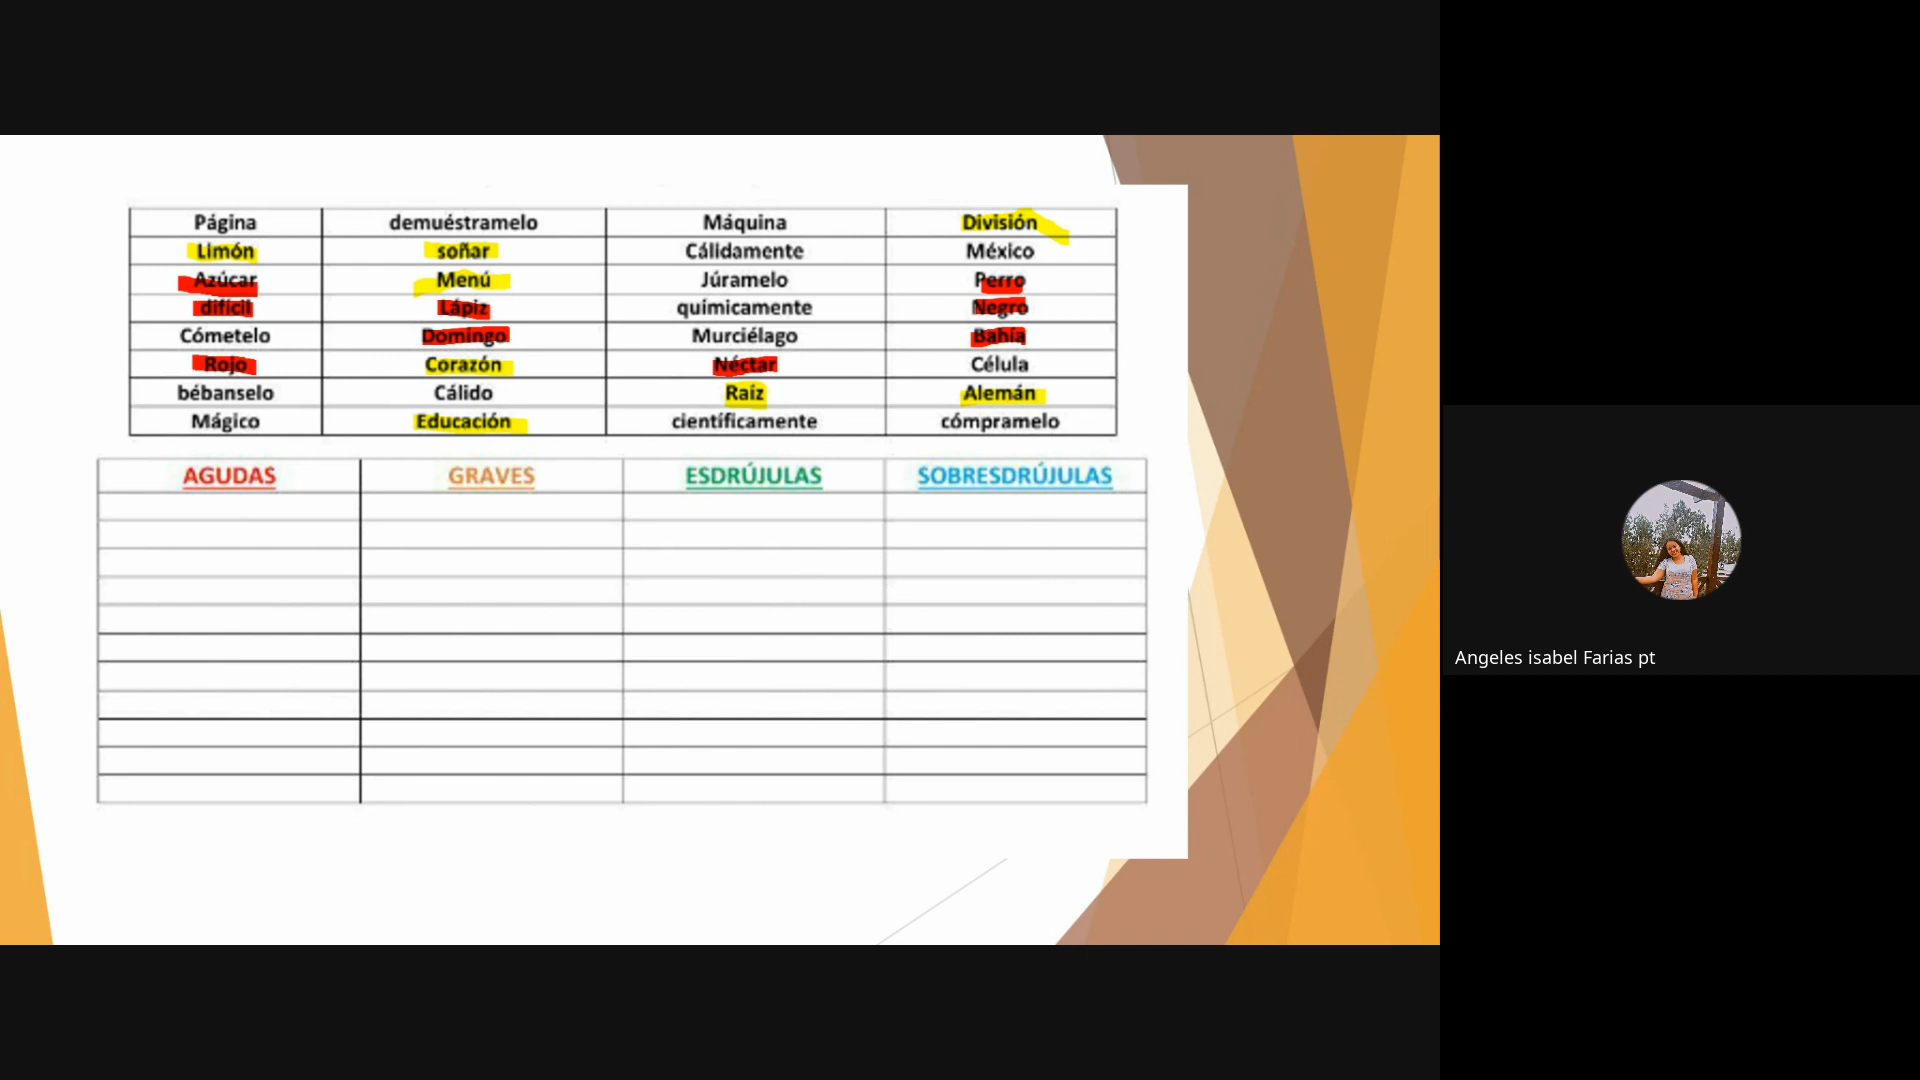 Página demuéstramelo Máquina División
Limón soñar Cálidamente México
Azúcar Menú Júramelo Perro
difícil Lápiz químicamente Negro
Cómetelo Domingo Murciélago Bahía
Rojo Corazón Néctar Célula
bébanselo Cálido Raíz Alemán
Mágico Educación científicamente cómpramelo
AGUDAS GRAVES ESDRÚJULAS SOBRESDRÚJULAS
Angeles isabel Farias pt